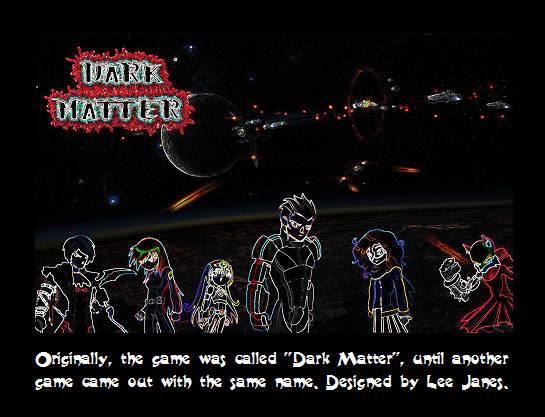 DARK
MATTER
Originally, the game was called "Dark Matter", until another
game came out with the same name. Designed by Lee Janes.